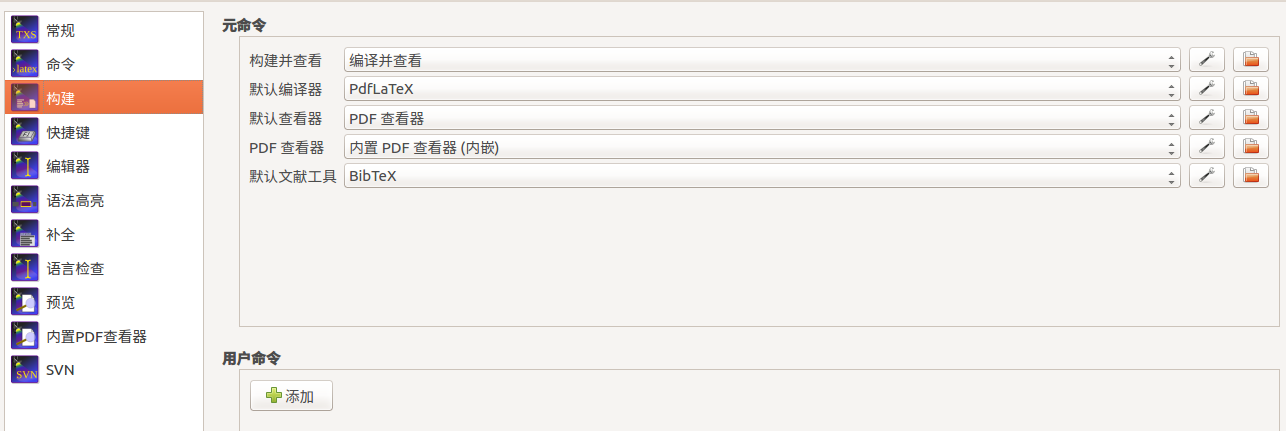 TXS 常规
latex 命令
构建
快捷键
编辑器
语法高亮
补全
语言检查
预览
内置PDF查看器
SVN SVN
元命令
构建并查看 编译并查看
默认编译器 PdfLaTeX
默认查看器 PDF 查看器
PDF 查看器 内置 PDF 查看器 (内嵌)
默认文献工具 BibTeX
用户命令
添加